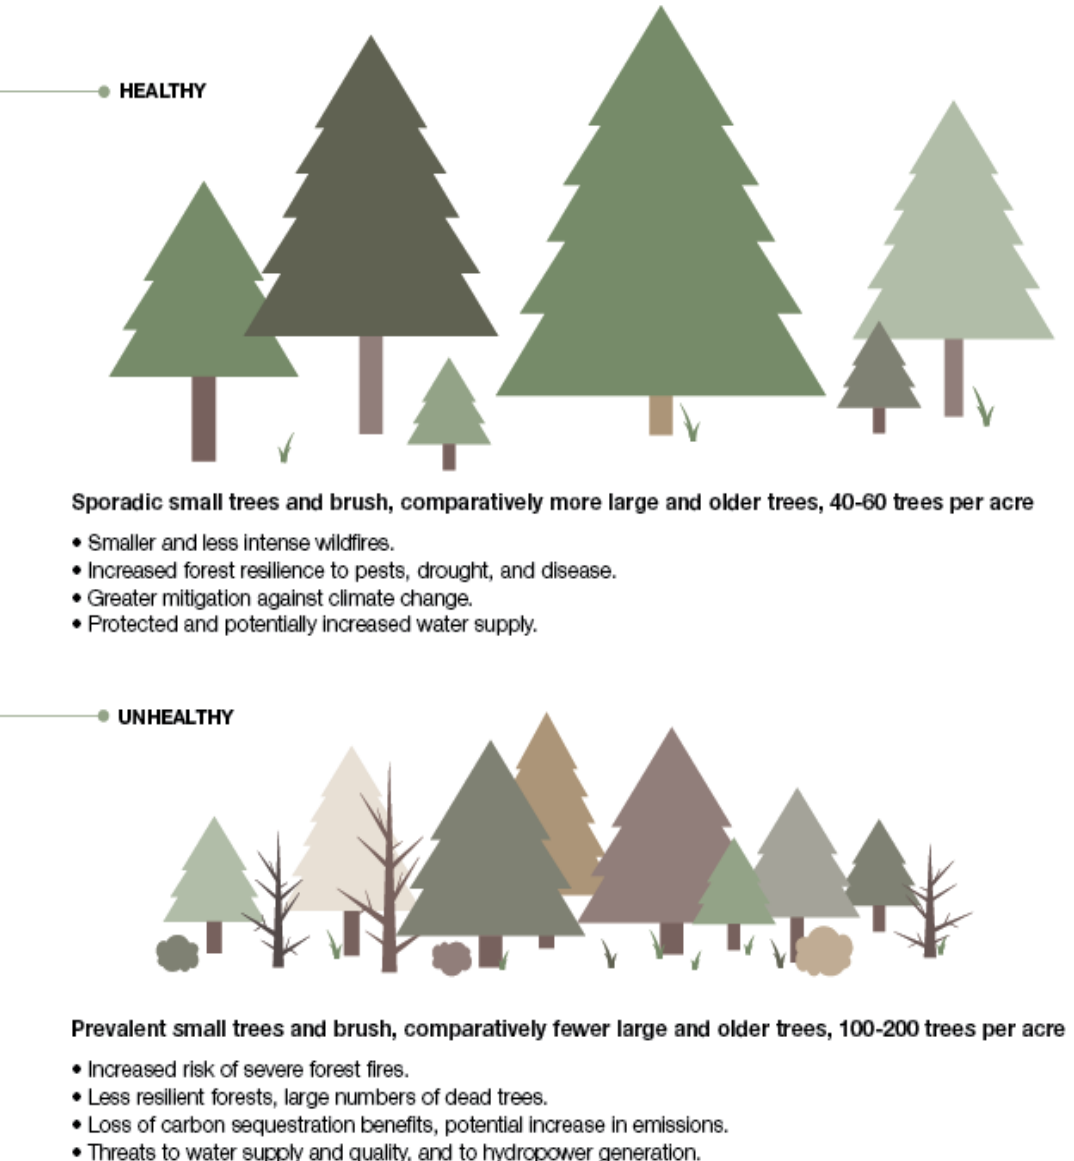 HEALTHY
Sporadic small trees and brush, comparatively more large and older trees, 40-60 trees per acre
• Smaller and less intense wildfires.
• Increased forest resilience to pests, drought, and disease.
• Greater mitigation against climate change.
• Protected and potentially increased water supply.
UNHEALTHY
Prevalent small trees and brush, comparatively fewer large and older trees, 100-200 trees per acre
• Increased risk of severe forest fires.
• Less resilient forests, large numbers of dead trees.
• Loss of carbon sequestration benefits, potential increase in emissions.
• Threats to water supply and quality, and to hydropower generation.